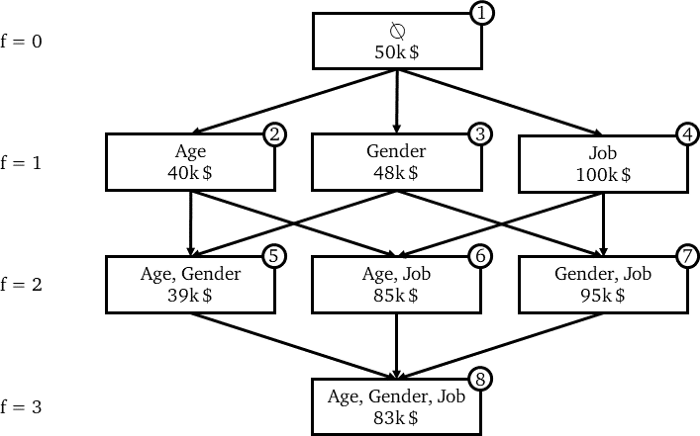 f = 0
1
∅
50k $
f = 1
2
Age
40k $
3
Gender
48k $
4
Job
100k $
f = 2
5
Age, Gender
39k $
6
Age, Job
85k $
7
Gender, Job
95k $
f = 3
8
Age, Gender, Job
83k $